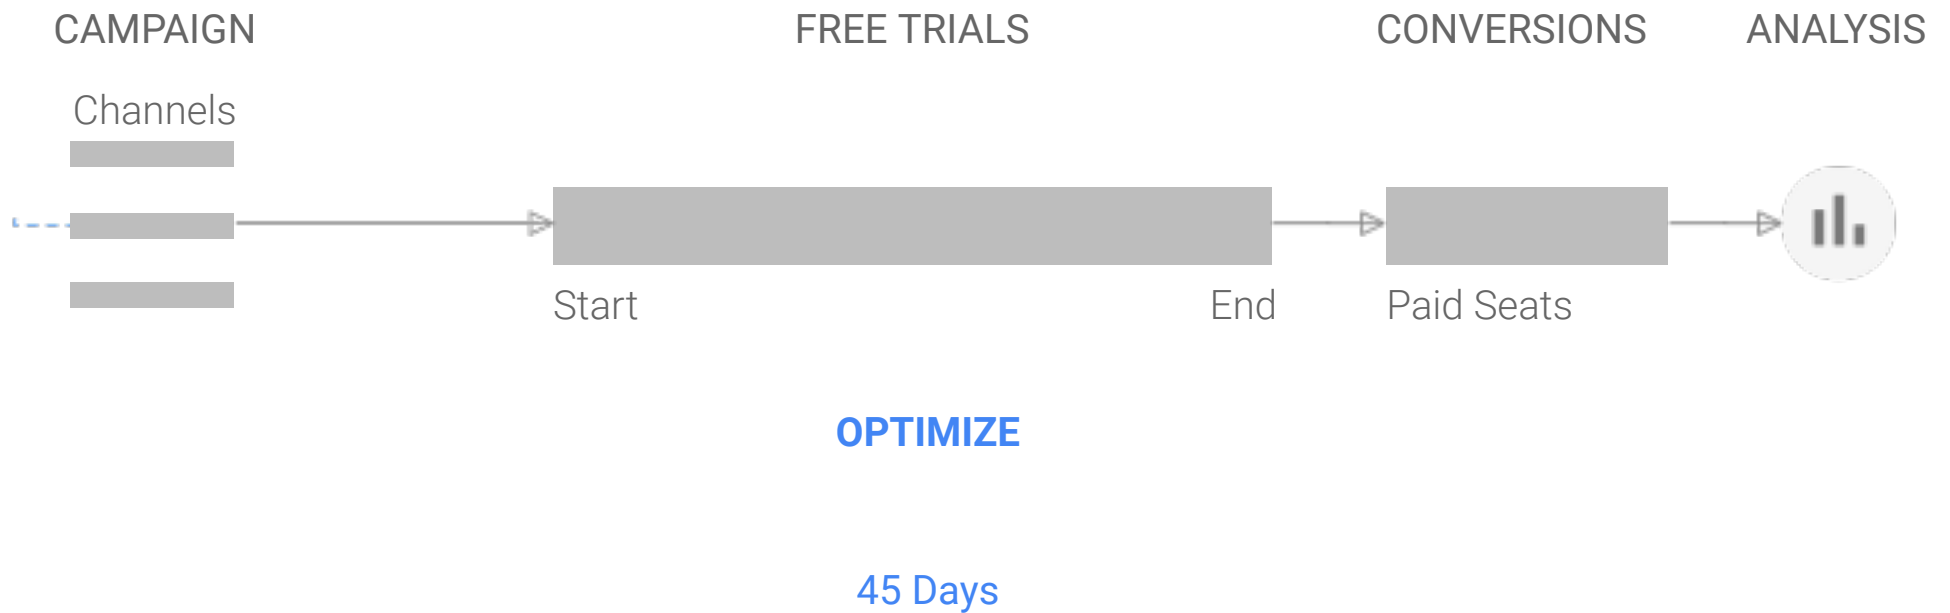 CAMPAIGN FREE TRIALS CONVERSIONS ANALYSIS
Channels
Start End Paid Seats
OPTIMIZE
45 Days